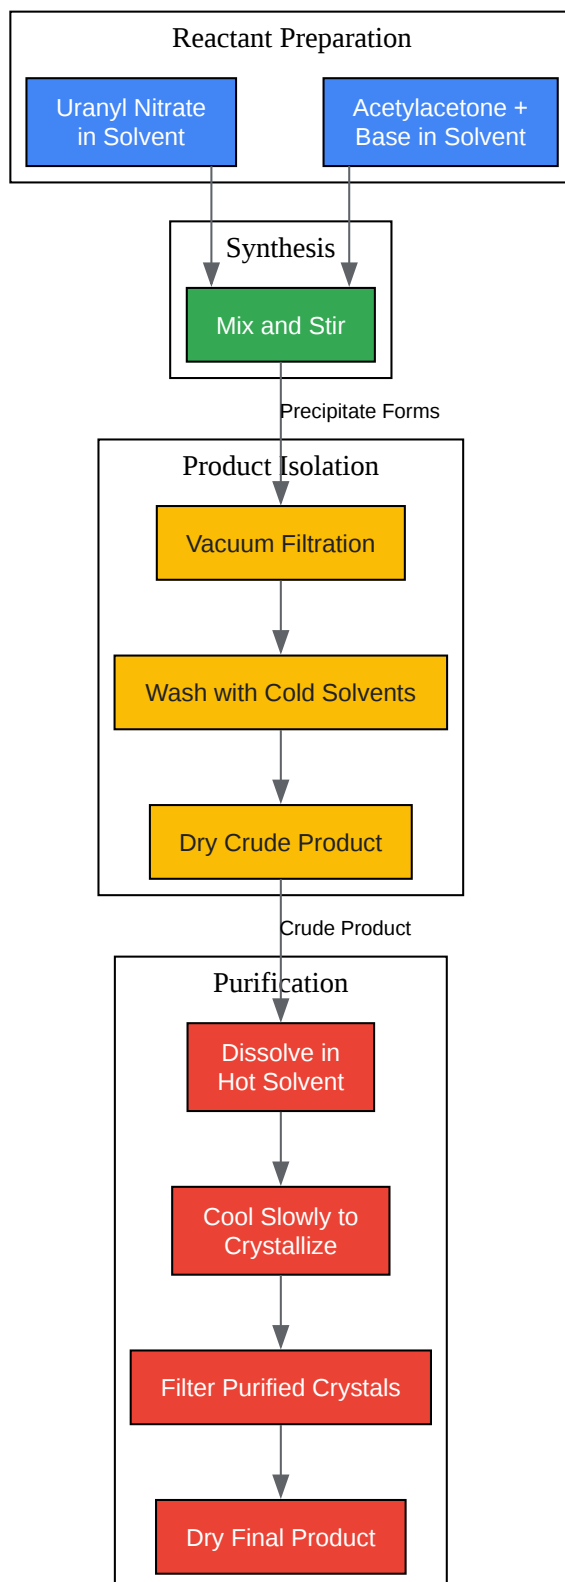 Reactant Preparation
Uranyl Nitrate
in Solvent
Acetylacetone +
Base in Solvent
Synthesis
Mix and Stir
Precipitate Forms
Product Isolation
Vacuum Filtration
Wash with Cold Solvents
Dry Crude Product
Crude Product
Purification
Dissolve in
Hot Solvent
Cool Slowly to
Crystallize
Filter Purified Crystals
Dry Final Product